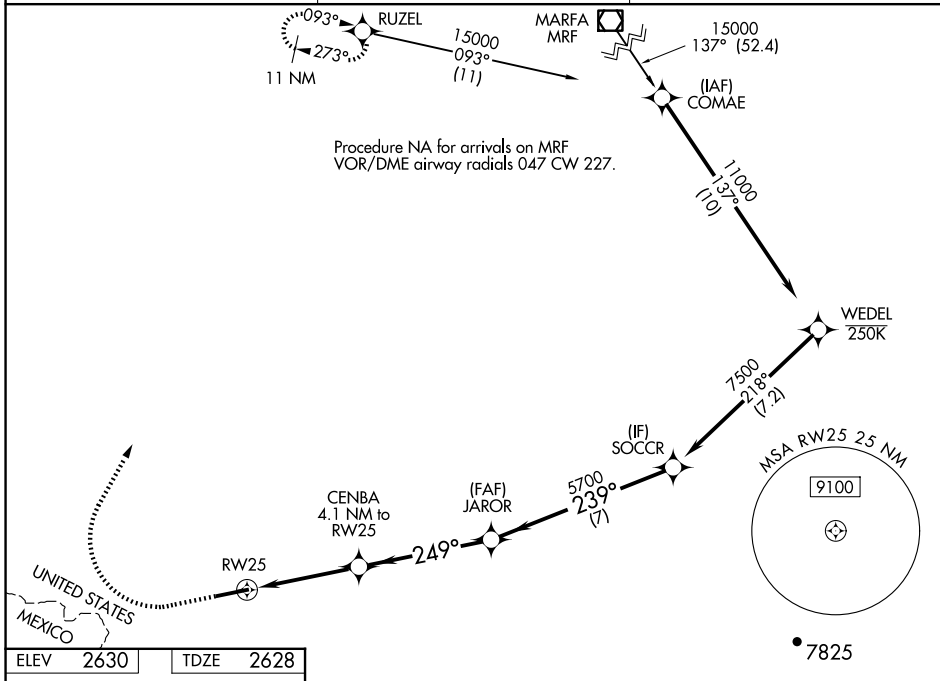 093°
273°
11 NM
RUZEL
15000
093°
(11)
MARFA
MRF
15000
137° (52.4)
(IAF)
COMAE
Procedure NA for arrivals on MRF
VOR/DME airway radials 047 CW 227.
11000
137°
(10)
WEDEL
250K
7500
218°
(7.2)
(IF)
SOCCR
MSA RW25 25 NM
9100
5700
239°
(7)
(FAF)
JAROR
CENBA
4.1 NM to
RW25
249°
RW25
UNITED STATES
MEXICO
7825
ELEV 2630
TDZE 2628